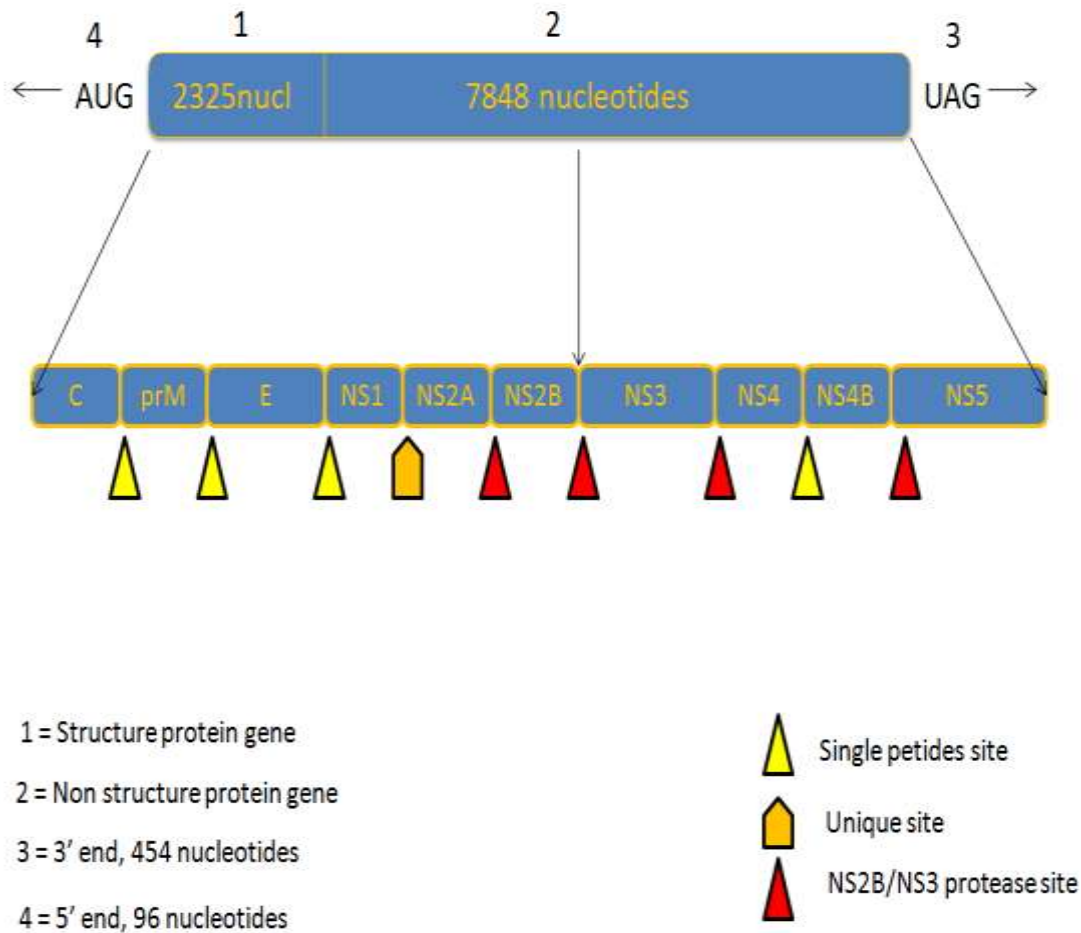 4 1 2 3
AUG 2325nucl 7848 nucleotides UAG
C prM E NS1 NS2A NS2B NS3 NS4 NS4B NS5
1 = Structure protein gene
2 = Non structure protein gene
3 = 3’ end, 454 nucleotides
4 = 5’ end, 96 nucleotides
Single petides site
Unique site
NS2B/NS3 protease site